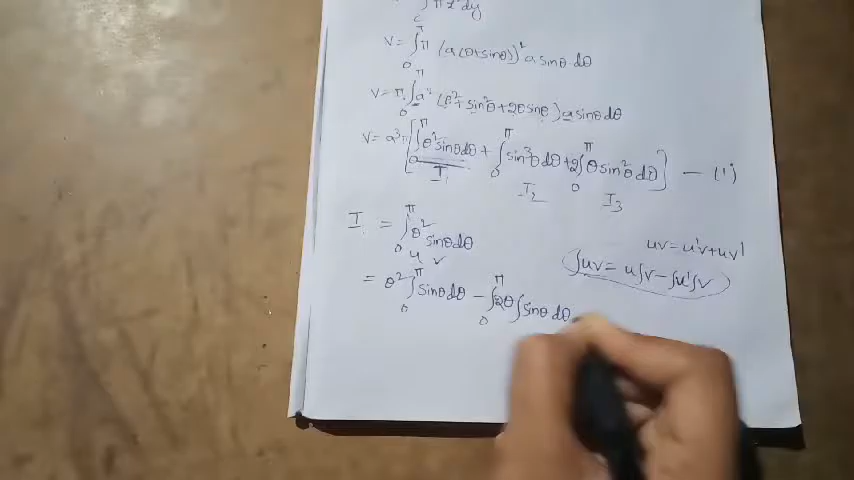 ∫ π x² dy
V = ∫₀^π π (a(θ+sinθ))² a sinθ dθ
V = π ∫₀^π a² (θ² + sin²θ + 2θ sinθ) a sinθ dθ
V = a³π [∫₀^π θ² sinθ dθ + ∫₀^π sin³θ dθ + 2∫₀^π θ sin²θ dθ] — (1)
I₁ I₂ I₃
I = ∫₀^π θ² sinθ dθ
u v
uv = u'v + uv'
∫uv = u∫v - ∫u'∫v
= θ² ∫₀^π sinθ dθ - ∫₀^π 2θ ∫ sinθ dθ